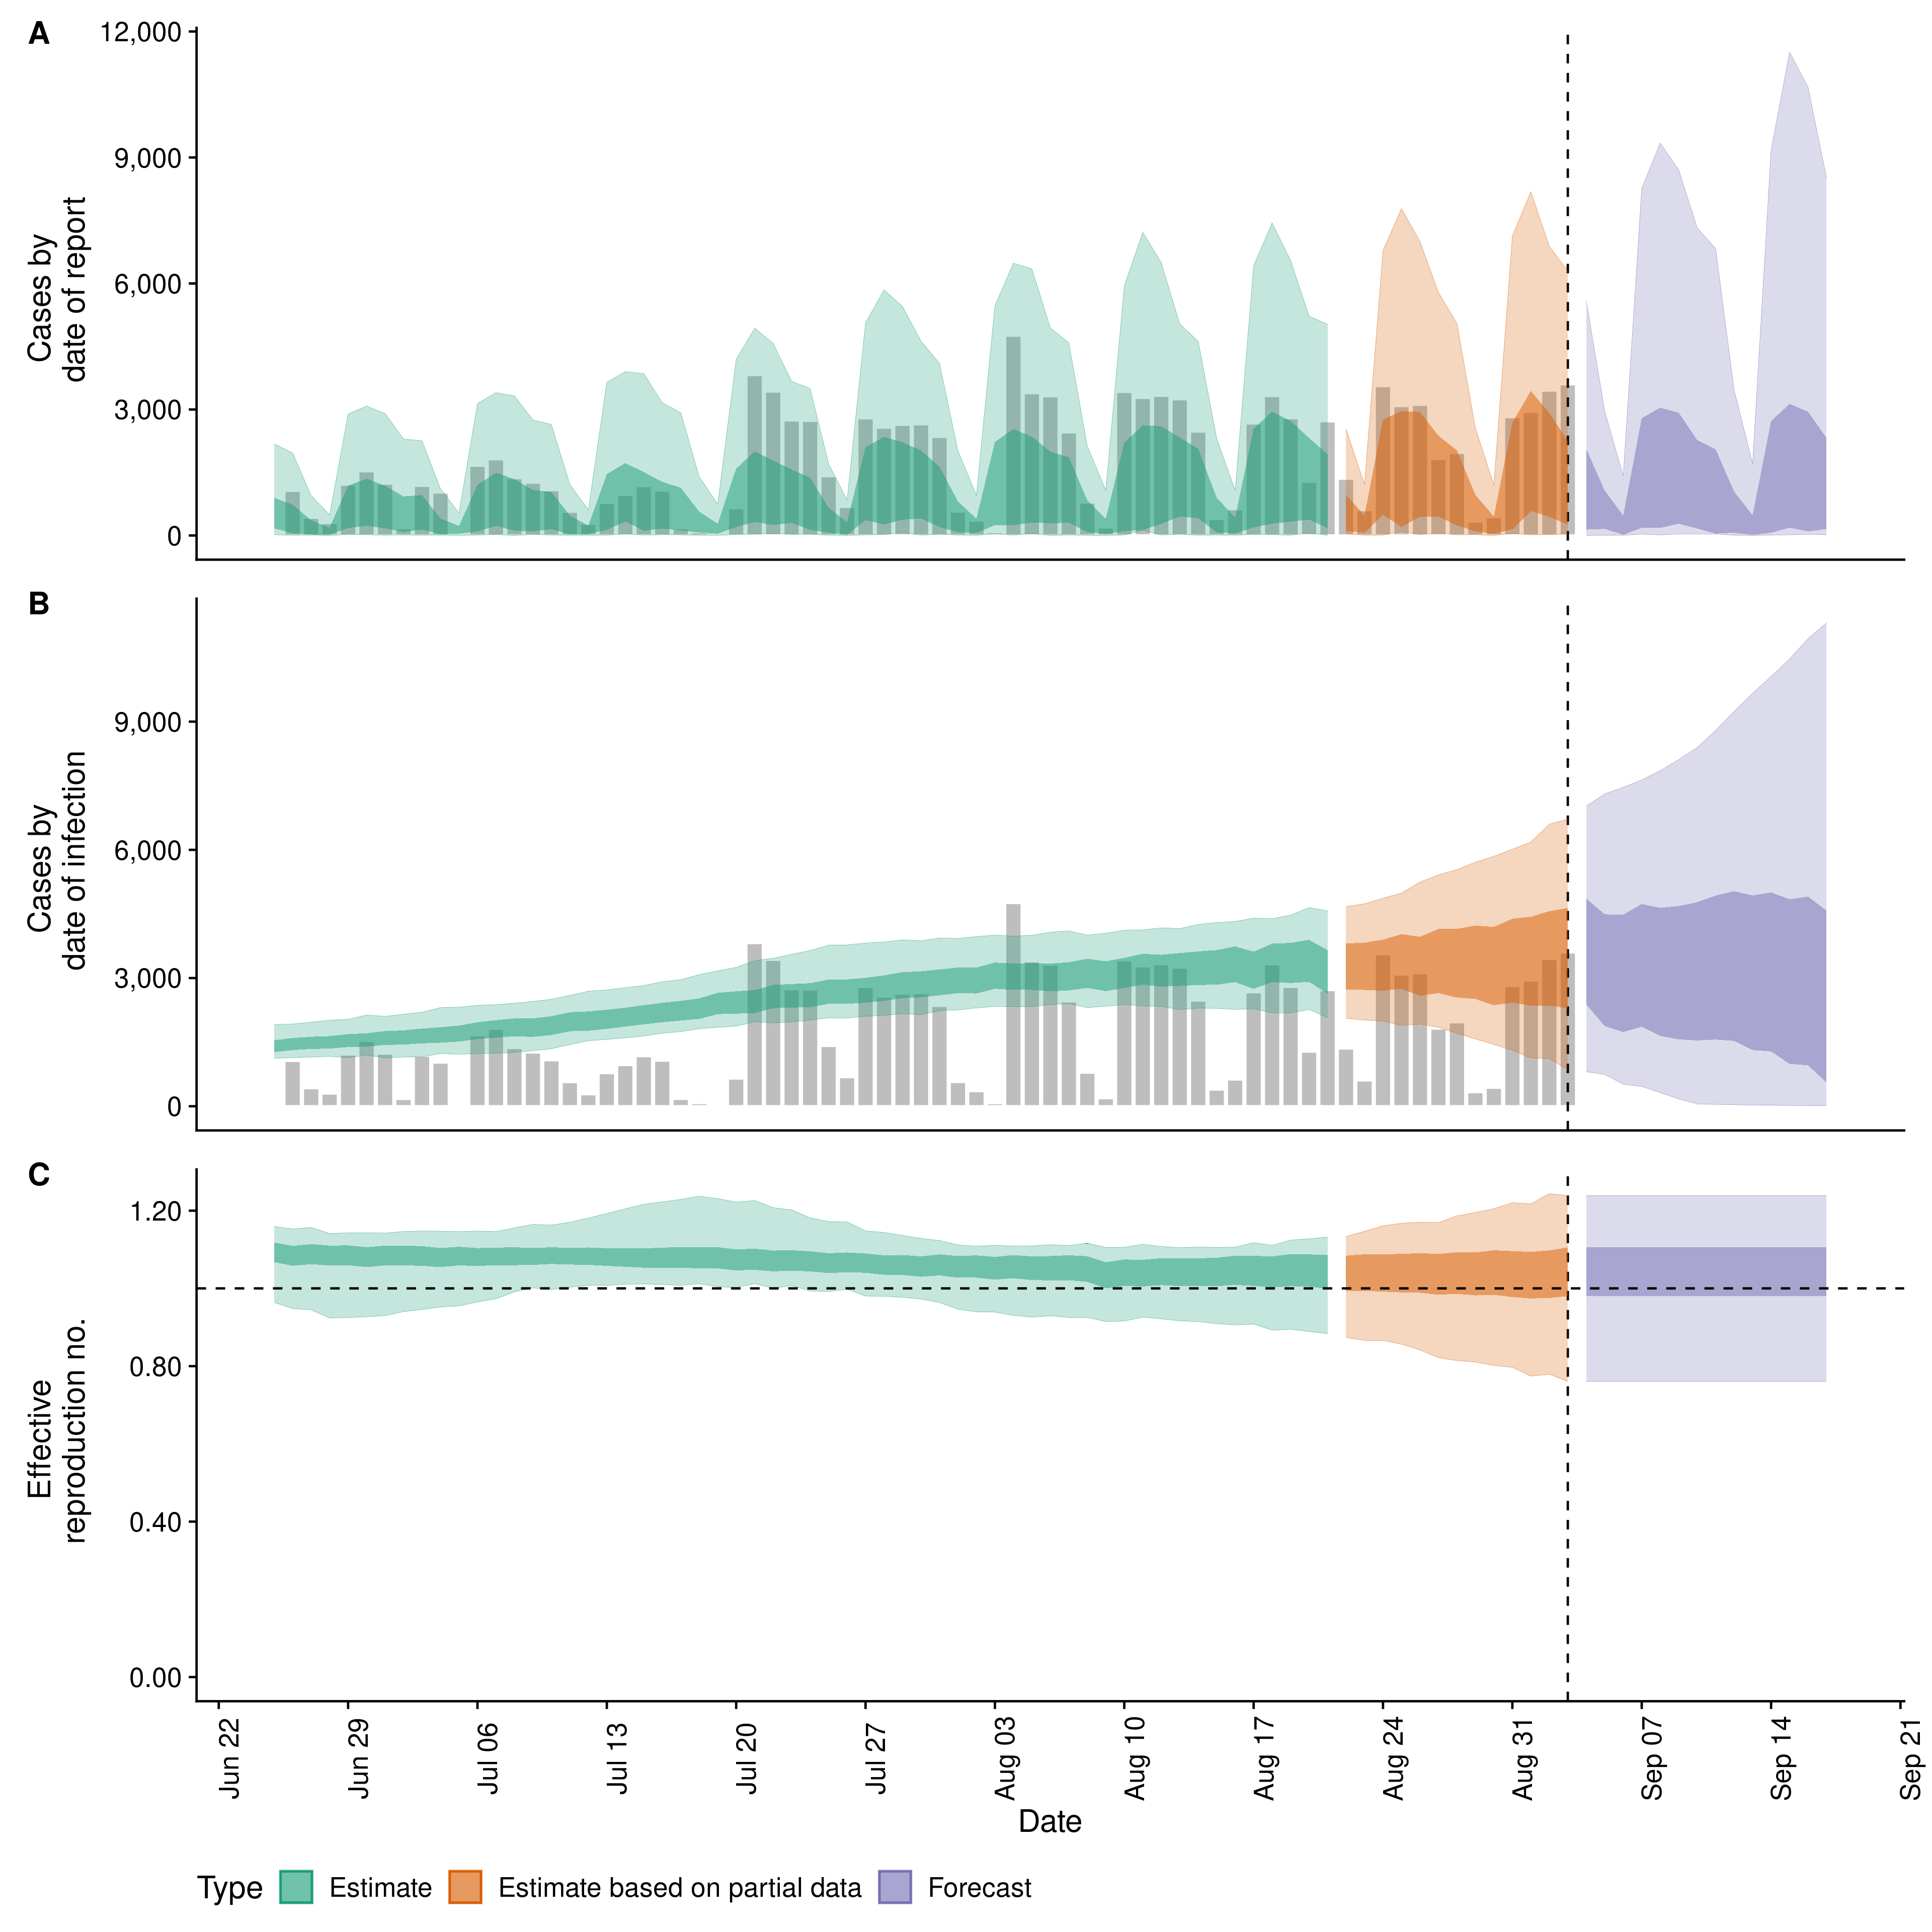 A
12,000
9,000
6,000
3,000
0
Cases by
date of report
B
9,000
6,000
3,000
0
Cases by
date of infection
C
1.20
0.80
0.40
0.00
Effective
reproduction no.
Jun 22
Jun 29
Jul 06
Jul 13
Jul 20
Jul 27
Aug 03
Aug 10
Aug 17
Aug 24
Aug 31
Sep 07
Sep 14
Sep 21
Date
Type Estimate Estimate based on partial data Forecast